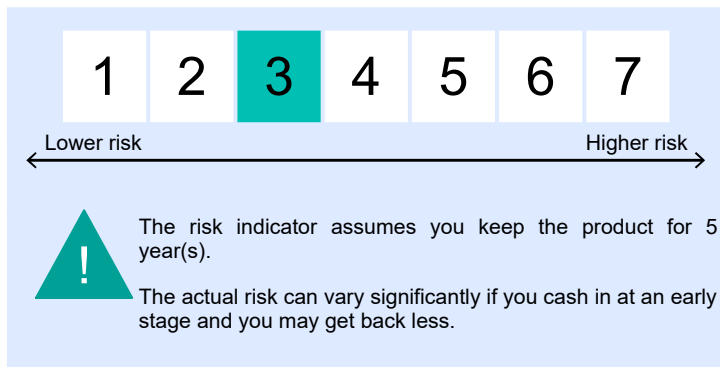 1 2 3 4 5 6 7
Lower risk Higher risk
!
The risk indicator assumes you keep the product for 5
year(s).
The actual risk can vary significantly if you cash in at an early
stage and you may get back less.